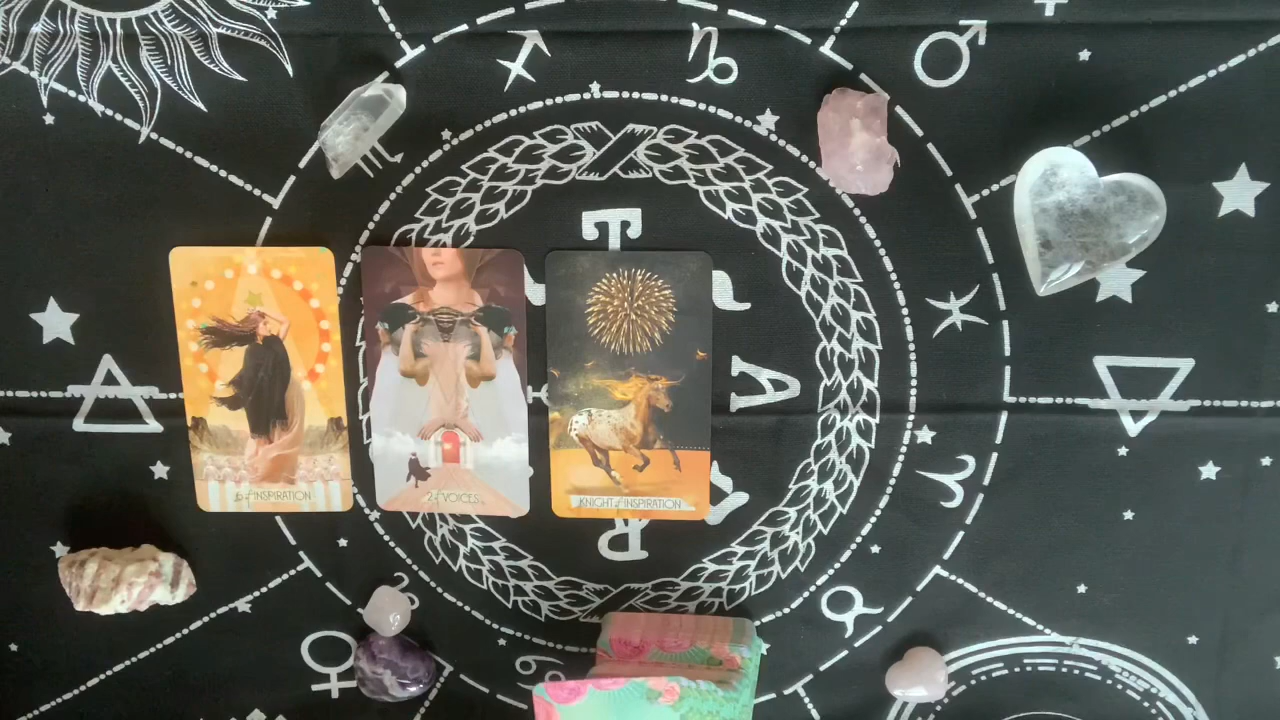 T
A
R
6 of INSPIRATION
2 of VOICES
KNIGHT of INSPIRATION